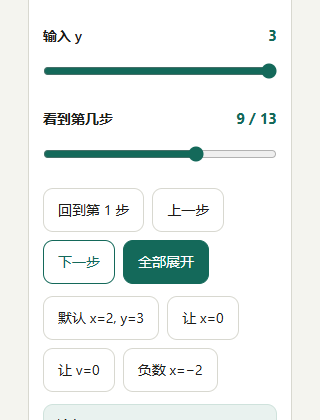 输入 y 3
看到第几步 9 / 13
回到第 1 步 上一步
下一步 全部展开
默认 x=2, y=3 让 x=0
让 v=0 负数 x=−2